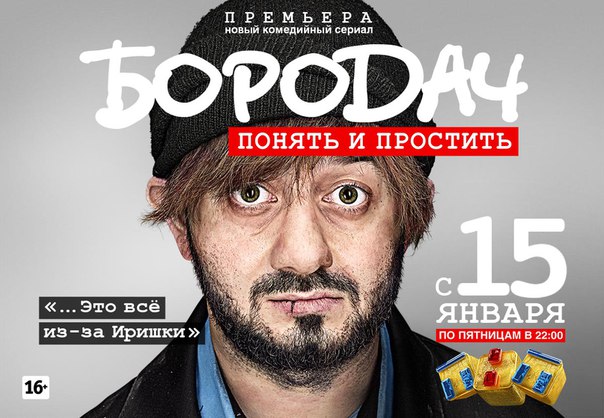 ПРЕМЬЕРА
новый комедийный сериал
БОРОДАЧ
ПОНЯТЬ И ПРОСТИТЬ
с 15
ЯНВАРЯ
ПО ПЯТНИЦАМ В 22:00
«...Это всё
из-за Иришки»
16+